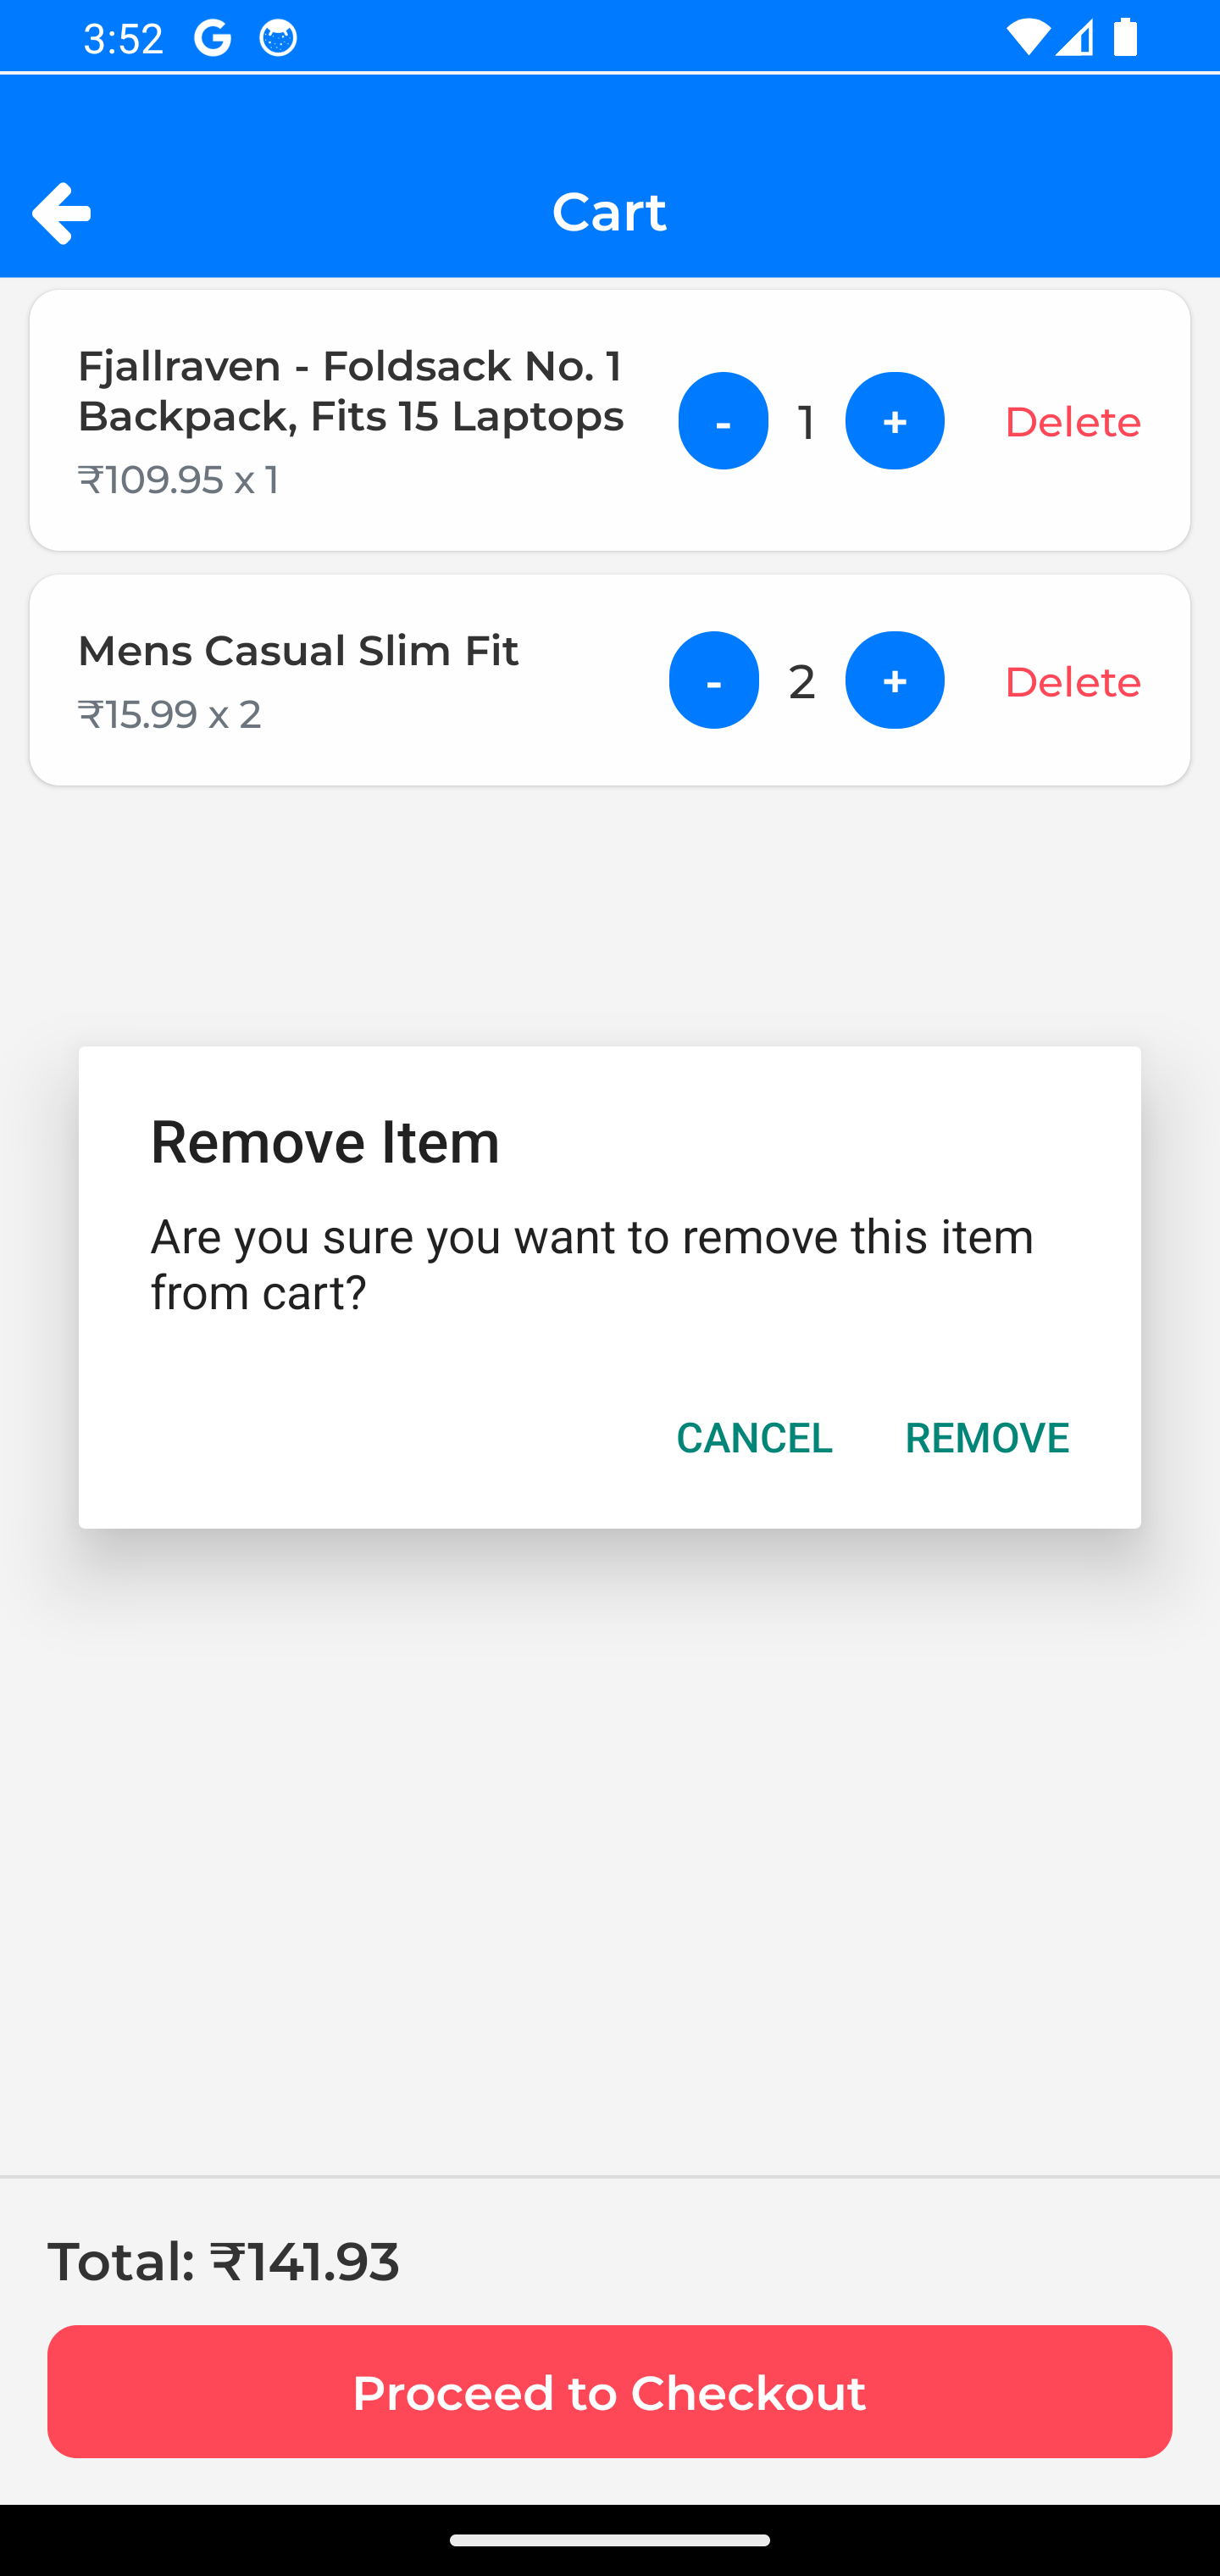 3:52
Cart
Fjallraven - Foldsack No. 1
Backpack, Fits 15 Laptops
₹109.95 x 1
- 1 +
Delete
Mens Casual Slim Fit
₹15.99 x 2
- 2 +
Delete
Remove Item
Are you sure you want to remove this item
from cart?
CANCEL REMOVE
Total: ₹141.93
Proceed to Checkout